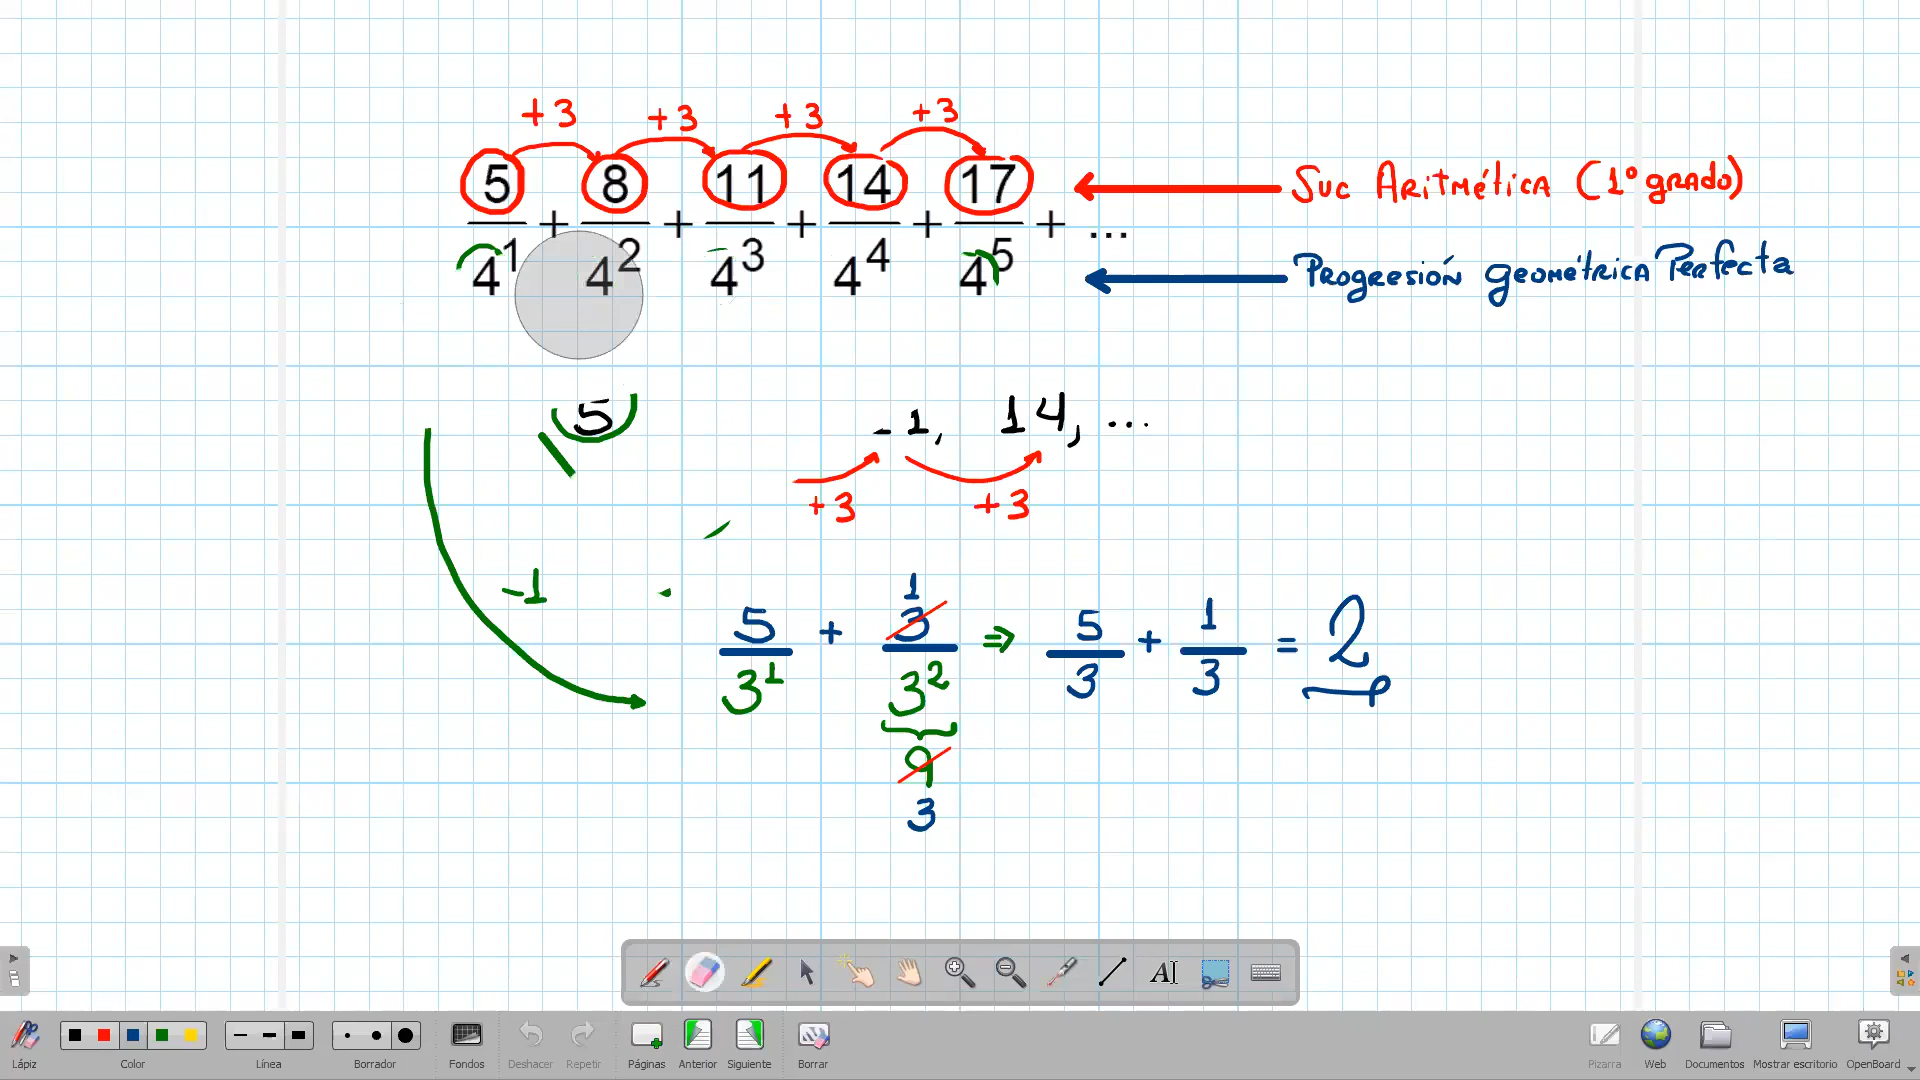 +3 +3 +3 +3
5/4^1 + 8/4^2 + 11/4^3 + 14/4^4 + 17/4^5 + ...
Suc Aritmética (1º grado)
Progresión geométrica Perfecta
5 -1, 14, ...
+3 +3
-1
5/3^1 + 3/3^2 ⇒ 5/3 + 1/3 = 2
1
9
3
Lápiz Color Línea Borrador Fondos Deshacer Repetir Páginas Anterior Siguiente Borrar Pizarra Web Documentos Mostrar escritorio OpenBoard